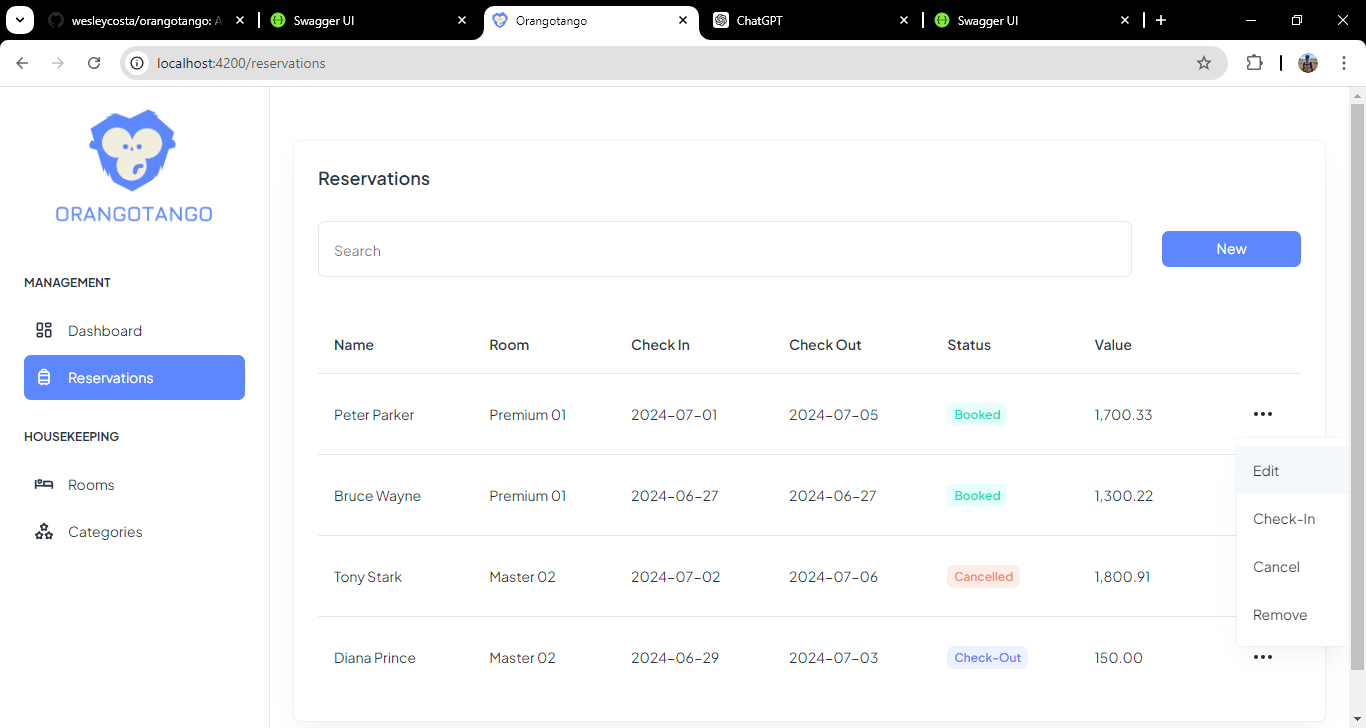 wesleycosta/orangotango: A
Swagger UI
Orangotango
ChatGPT
Swagger UI
localhost:4200/reservations
ORANGOTANGO
MANAGEMENT
Dashboard
Reservations
HOUSEKEEPING
Rooms
Categories
Reservations
Search
New
Name Room Check In Check Out Status Value
Peter Parker Premium 01 2024-07-01 2024-07-05 Booked 1,700.33
Bruce Wayne Premium 01 2024-06-27 2024-06-27 Booked 1,300.22
Tony Stark Master 02 2024-07-02 2024-07-06 Cancelled 1,800.91
Diana Prince Master 02 2024-06-29 2024-07-03 Check-Out 150.00
Edit
Check-In
Cancel
Remove